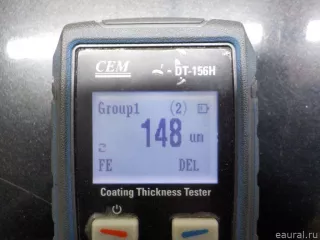 CEM DT-156H
Group1 (2)
148 um
FE DEL
Coating Thickness Tester
eaural.ru